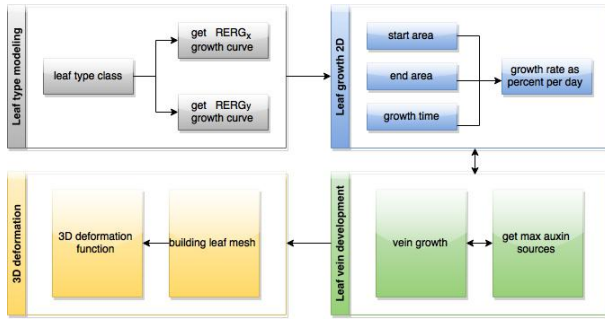 Leaf type modeling
leaf type class
get RERGx
growth curve
get RERGy
growth curve
Leaf growth 2D
start area
end area
growth time
growth rate as
percent per day
3D deformation
3D deformation
function
building leaf mesh
Leaf vein development
vein growth
get max auxin
sources